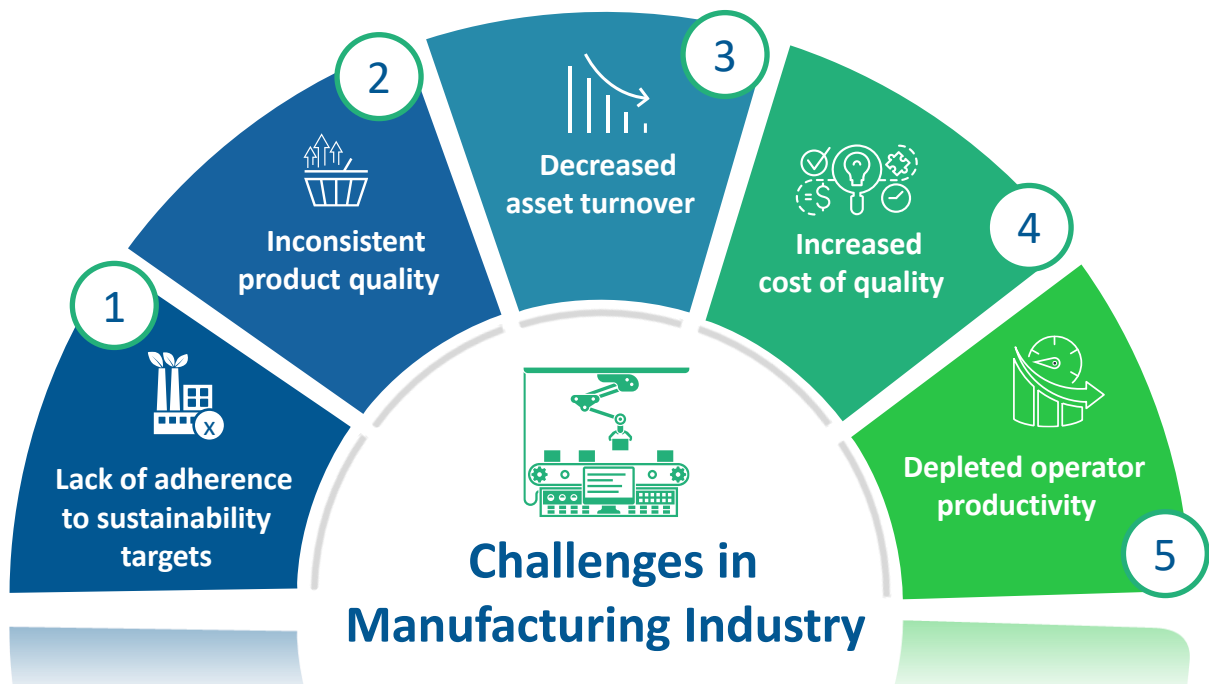 1
Lack of adherence
to sustainability
targets
X
2
Inconsistent
product quality
3
Decreased
asset turnover
4
Increased
cost of quality
$
5
Depleted operator
productivity
Challenges in
Manufacturing Industry